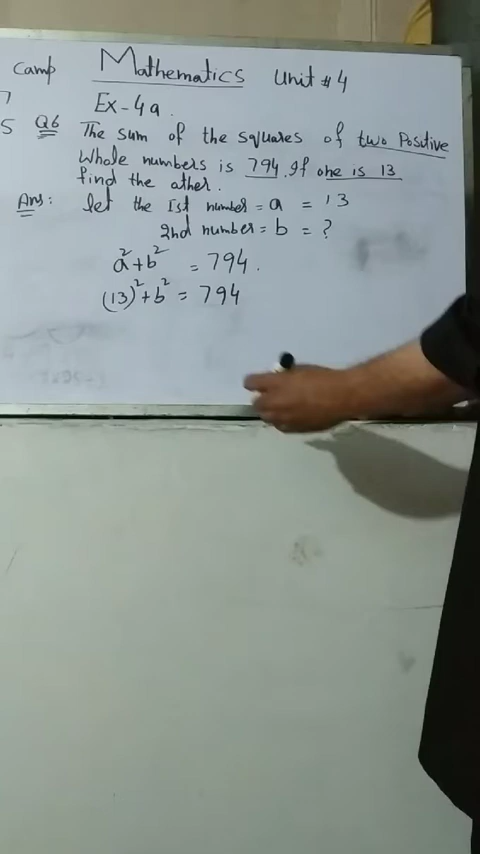 Camp Mathematics Unit # 4
7 Ex-4a.
5 Q6 The sum of the squares of two Positive
Whole numbers is 794. If one is 13
find the ather.
Ans: let the Ist number = a = 13
2nd number = b = ?
a² + b² = 794.
(13)² + b² = 794